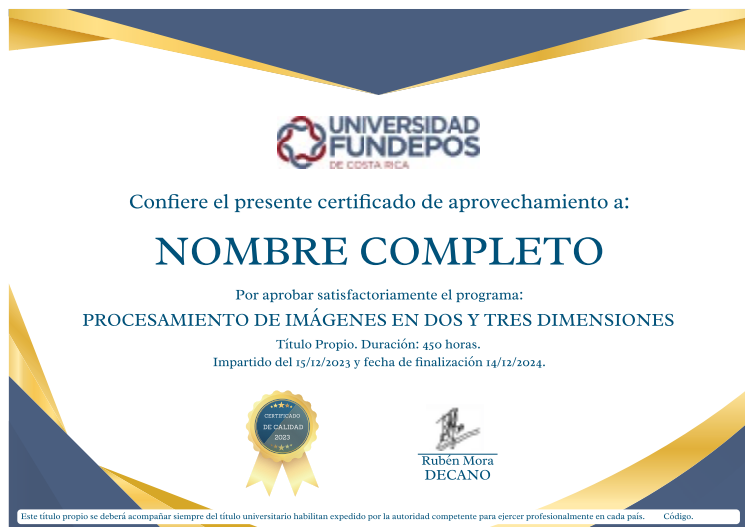 UNIVERSIDAD
FUNDEPOS
DE COSTA RICA
Confiere el presente certificado de aprovechamiento a:
NOMBRE COMPLETO
Por aprobar satisfactoriamente el programa:
PROCESAMIENTO DE IMÁGENES EN DOS Y TRES DIMENSIONES
Título Propio. Duración: 450 horas.
Impartido del 15/12/2023 y fecha de finalización 14/12/2024.
CERTIFICADO
DE CALIDAD
2023
Rubén Mora
DECANO
Este título propio se deberá acompañar siempre del título universitario habilitan expedido por la autoridad competente para ejercer profesionalmente en cada país. Código.